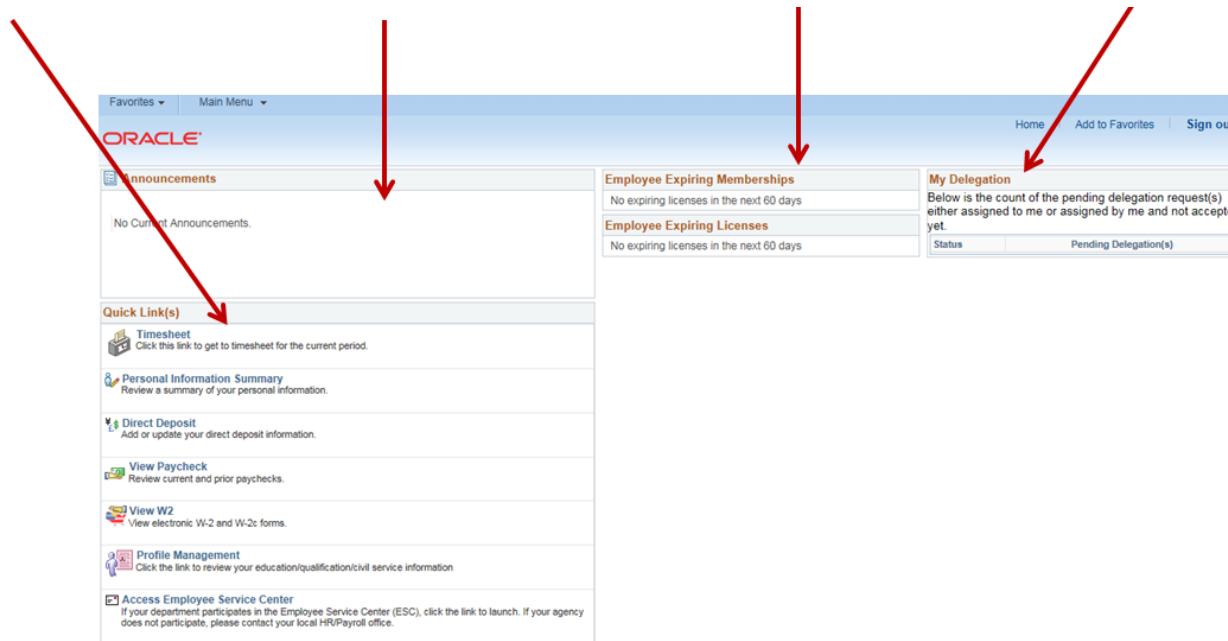 Favorites Main Menu
ORACLE
Home Add to Favorites Sign ou
Announcements
No Current Announcements.
Employee Expiring Memberships
No expiring licenses in the next 60 days
Employee Expiring Licenses
No expiring licenses in the next 60 days
My Delegation
Below is the count of the pending delegation request(s)
either assigned to me or assigned by me and not accept
yet.
Status Pending Delegation(s)
Quick Link(s)
Timesheet
Click this link to get to timesheet for the current period.
Personal Information Summary
Review a summary of your personal information.
Direct Deposit
Add or update your direct deposit information.
View Paycheck
Review current and prior paychecks.
View W2
View electronic W-2 and W-2c forms.
Profile Management
Click the link to review your education/qualification/civil service information
Access Employee Service Center
If your department participates in the Employee Service Center (ESC), click the link to launch. If your agency
does not participate, please contact your local HR/Payroll office.